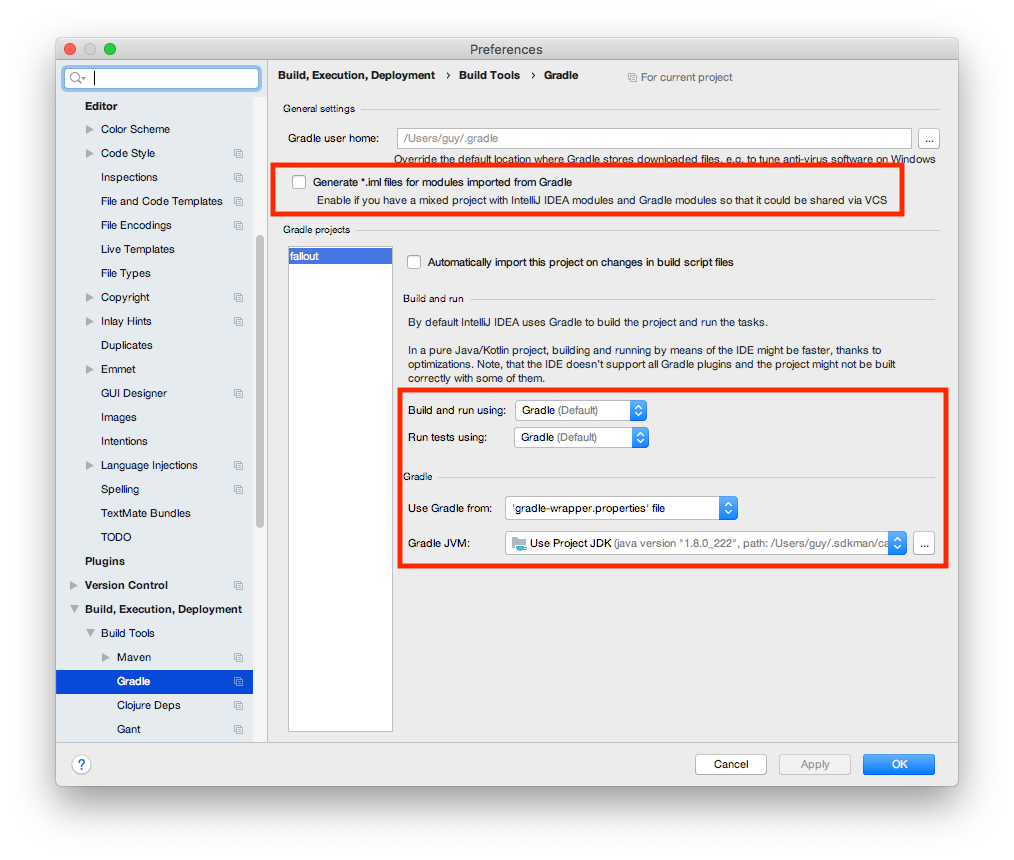 Preferences
Editor
Color Scheme
Code Style
Inspections
File and Code Templates
File Encodings
Live Templates
File Types
Copyright
Inlay Hints
Duplicates
Emmet
GUI Designer
Images
Intentions
Language Injections
Spelling
TextMate Bundles
TODO
Plugins
Version Control
Build, Execution, Deployment
Build Tools
Maven
Gradle
Clojure Deps
Gant
Build, Execution, Deployment › Build Tools › Gradle For current project
General settings
Gradle user home: /Users/guy/.gradle ...
Override the default location where Gradle stores downloaded files, e.g. to tune anti-virus software on Windows
Generate *.iml files for modules imported from Gradle
Enable if you have a mixed project with IntelliJ IDEA modules and Gradle modules so that it could be shared via VCS
Gradle projects
fallout
Automatically import this project on changes in build script files
Build and run
By default IntelliJ IDEA uses Gradle to build the project and run the tasks.
In a pure Java/Kotlin project, building and running by means of the IDE might be faster, thanks to
optimizations. Note, that the IDE doesn't support all Gradle plugins and the project might not be built
correctly with some of them.
Build and run using: Gradle (Default)
Run tests using: Gradle (Default)
Gradle
Use Gradle from: 'gradle-wrapper.properties' file
Gradle JVM: Use Project JDK (java version "1.8.0_222", path: /Users/guy/.sdkman/ca ...
? Cancel Apply OK